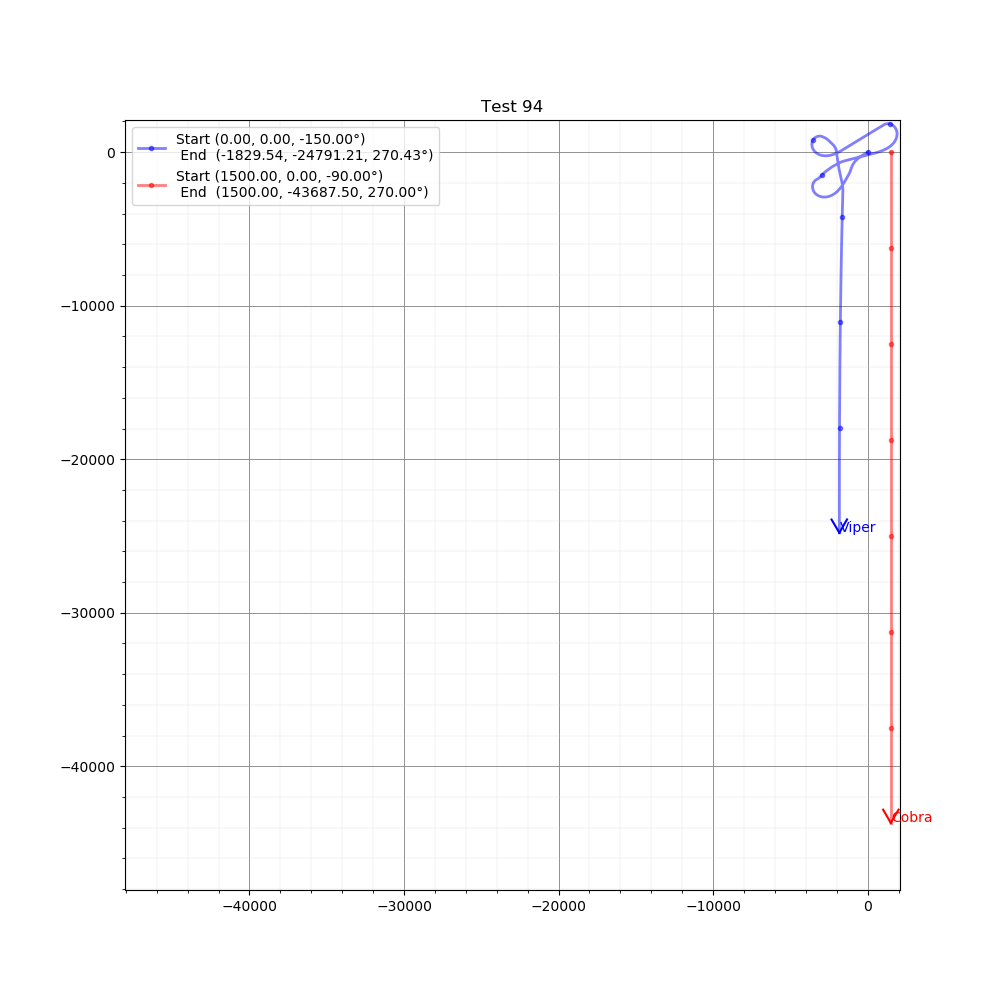 Test 94
Start (0.00, 0.00, -150.00°)
End (-1829.54, -24791.21, 270.43°)
Start (1500.00, 0.00, -90.00°)
End (1500.00, -43687.50, 270.00°)
0
−10000
−20000
−30000
−40000
Viper
Cobra
−40000
−30000
−20000
−10000
0